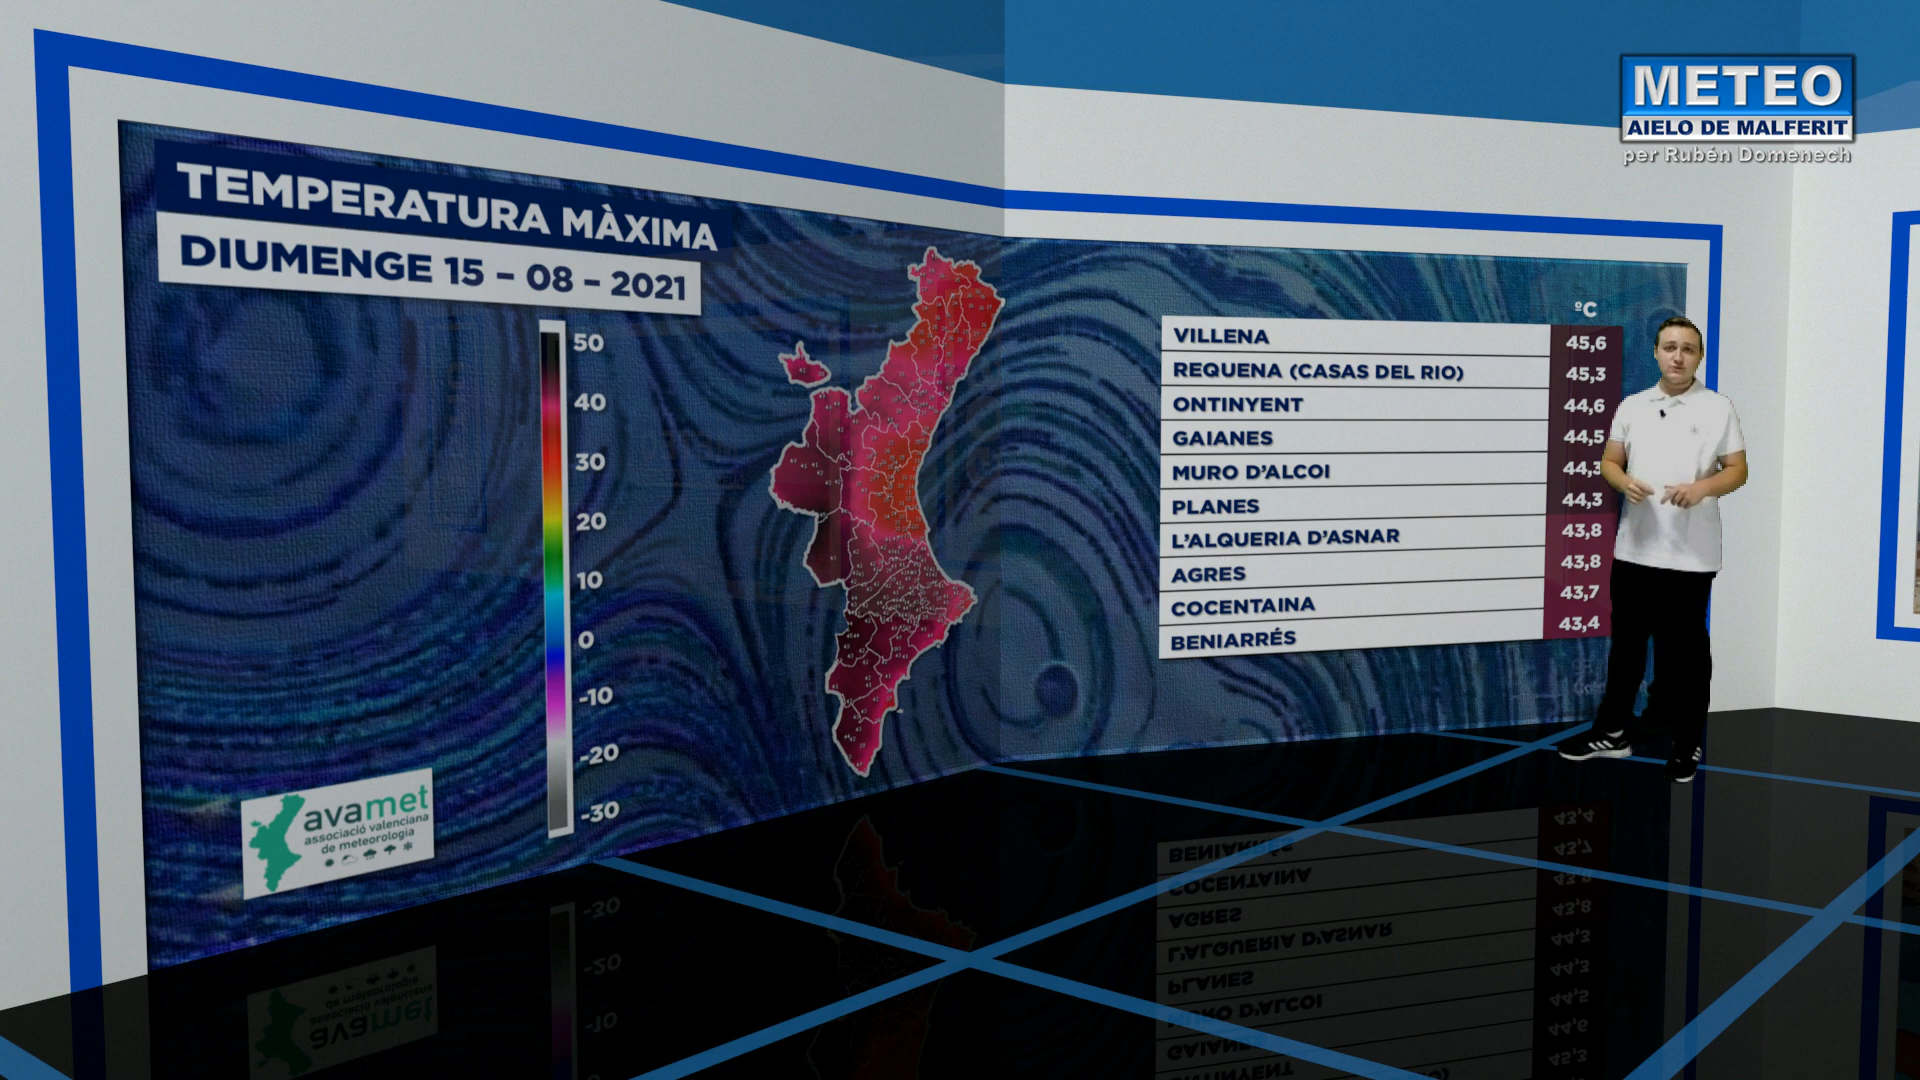 METEO
AIELO DE MALFERIT
per Rubén Domenech
TEMPERATURA MÀXIMA
DIUMENGE 15 - 08 - 2021
50
40
30
20
10
0
-10
-20
-30
ºC
VILLENA 45,6
REQUENA (CASAS DEL RIO) 45,3
ONTINYENT 44,6
GAIANES 44,5
MURO D'ALCOI 44,3
PLANES 44,3
L'ALQUERIA D'ASNAR 43,8
AGRES 43,8
COCENTAINA 43,7
BENIARRÉS 43,4
avamet
associació valenciana
de meteorologia